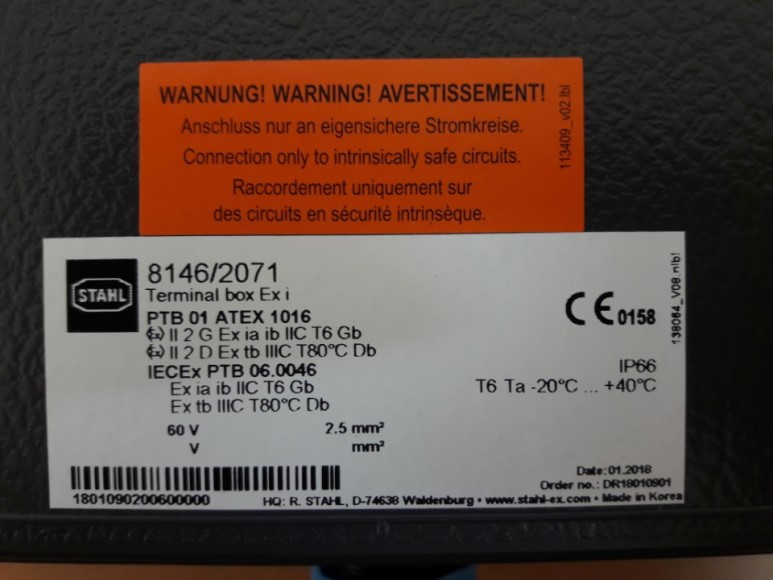 WARNUNG! WARNING! AVERTISSEMENT!
Anschluss nur an eigensichere Stromkreise.
Connection only to intrinsically safe circuits.
Raccordement uniquement sur
des circuits en sécurité intrinsèque.
113409_v02.lbl
STAHL
8146/2071
Terminal box Ex i
PTB 01 ATEX 1016
Ex II 2 G Ex ia ib IIC T6 Gb
Ex II 2 D Ex tb IIIC T80°C Db
IECEx PTB 06.0046
Ex ia ib IIC T6 Gb
Ex tb IIIC T80°C Db
60 V 2.5 mm²
V mm²
CE 0158
138064_V08.nlbl
IP66
T6 Ta -20°C ... +40°C
Date:01.2018
Order no.: DR18010801
1801090200600000
HQ: R. STAHL, D-74638 Waldenburg • www.stahl-ex.com • Made in Korea